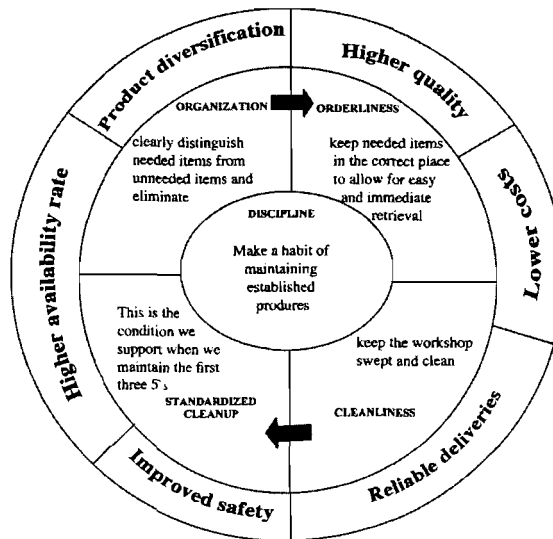 Product diversification
Higher quality
Lower costs
Reliable deliveries
Improved safety
Higher availability rate
ORGANIZATION
clearly distinguish
needed items from
unneeded items and
eliminate
ORDERLINESS
keep needed items
in the correct place
to allow for easy
and immediate
retrieval
DISCIPLINE
Make a habit of
maintaining
established
produres
This is the
condition we
support when we
maintain the first
three 5`s
STANDARDIZED
CLEANUP
keep the workshop
swept and clean
CLEANLINESS